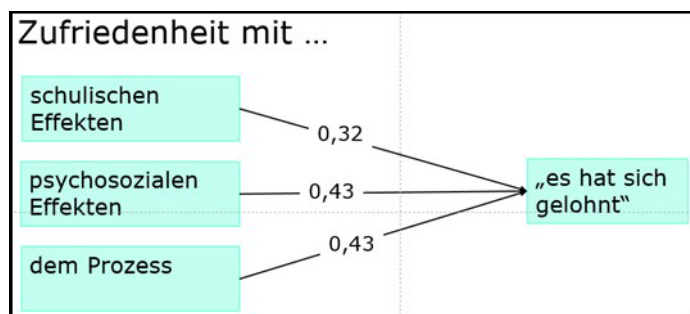 Zufriedenheit mit ...
schulischen
Effekten
0,32
psychosozialen
Effekten
0,43
„es hat sich
gelohnt“
0,43
dem Prozess